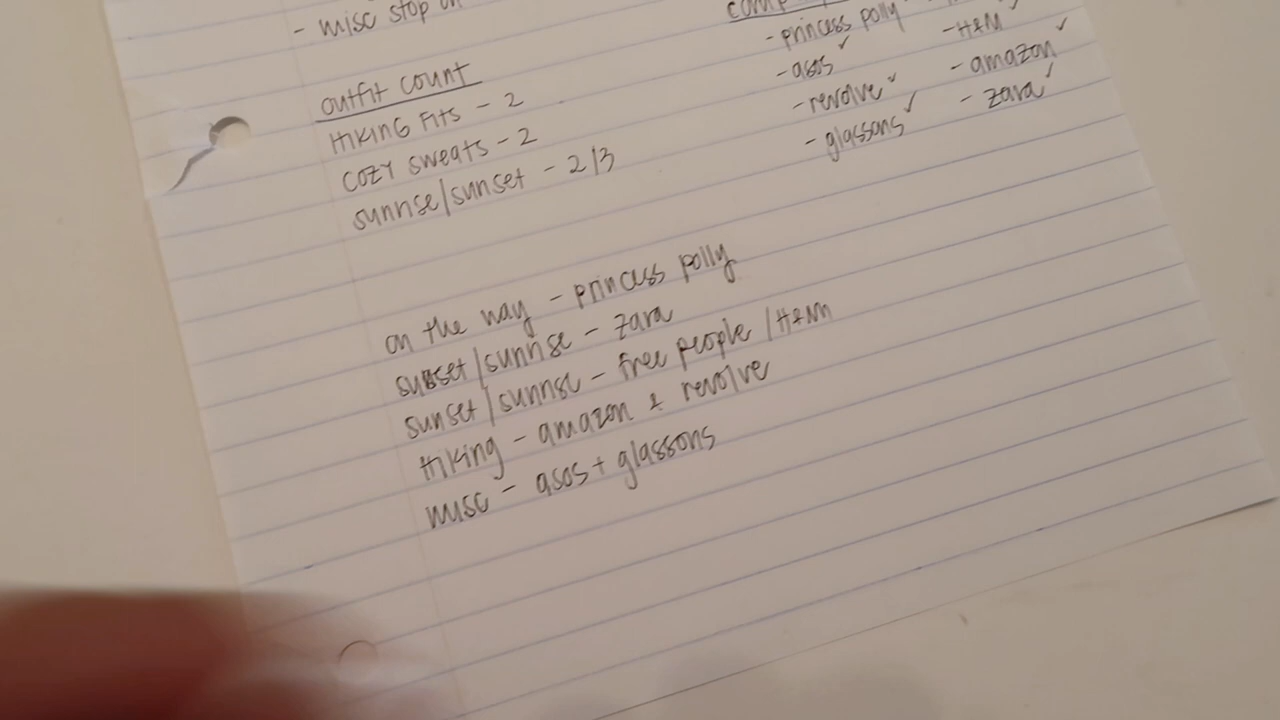 - misc stop
outfit count
HIKING FITS - 2
COZY SWEATS - 2
sunrise/sunset - 2/3
comp
- princess polly
- asos ✓
- revolve ✓
- glassons ✓
- H&M ✓
- amazon ✓
- zara ✓
on the way - princess polly
sunset/sunrise - zara
sunset/sunrise - free people / H&M
Hiking - amazon & revolve
misc - asos + glassons